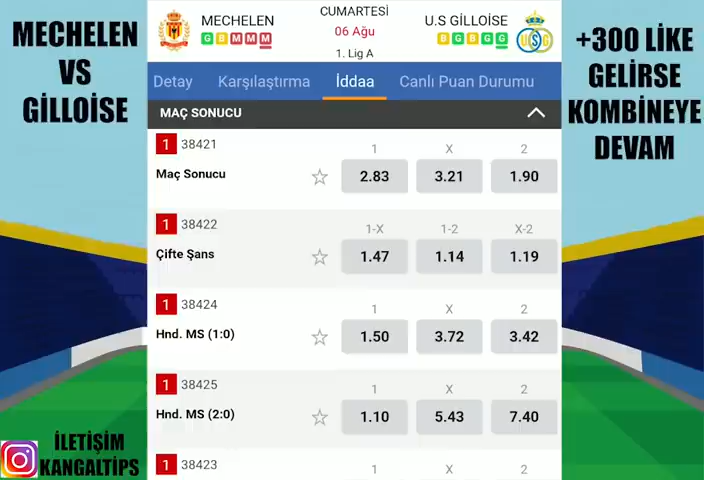 MECHELEN
VS
GİLLOİSE
MECHELEN
G B M M M
CUMARTESİ
06 Ağu
1. Lig A
U.S GİLLOİSE
B G B G G
+300 LİKE
GELİRSE
KOMBİNEYE
DEVAM
Detay Karşılaştırma İddaa Canlı Puan Durumu
MAÇ SONUCU
1 38421
1 X 2
Maç Sonucu 2.83 3.21 1.90
1 38422
1-X 1-2 X-2
Çifte Şans 1.47 1.14 1.19
1 38424
1 X 2
Hnd. MS (1:0) 1.50 3.72 3.42
1 38425
1 X 2
Hnd. MS (2:0) 1.10 5.43 7.40
1 38423
1 X 2
İLETİŞİM
KANGALTİPS